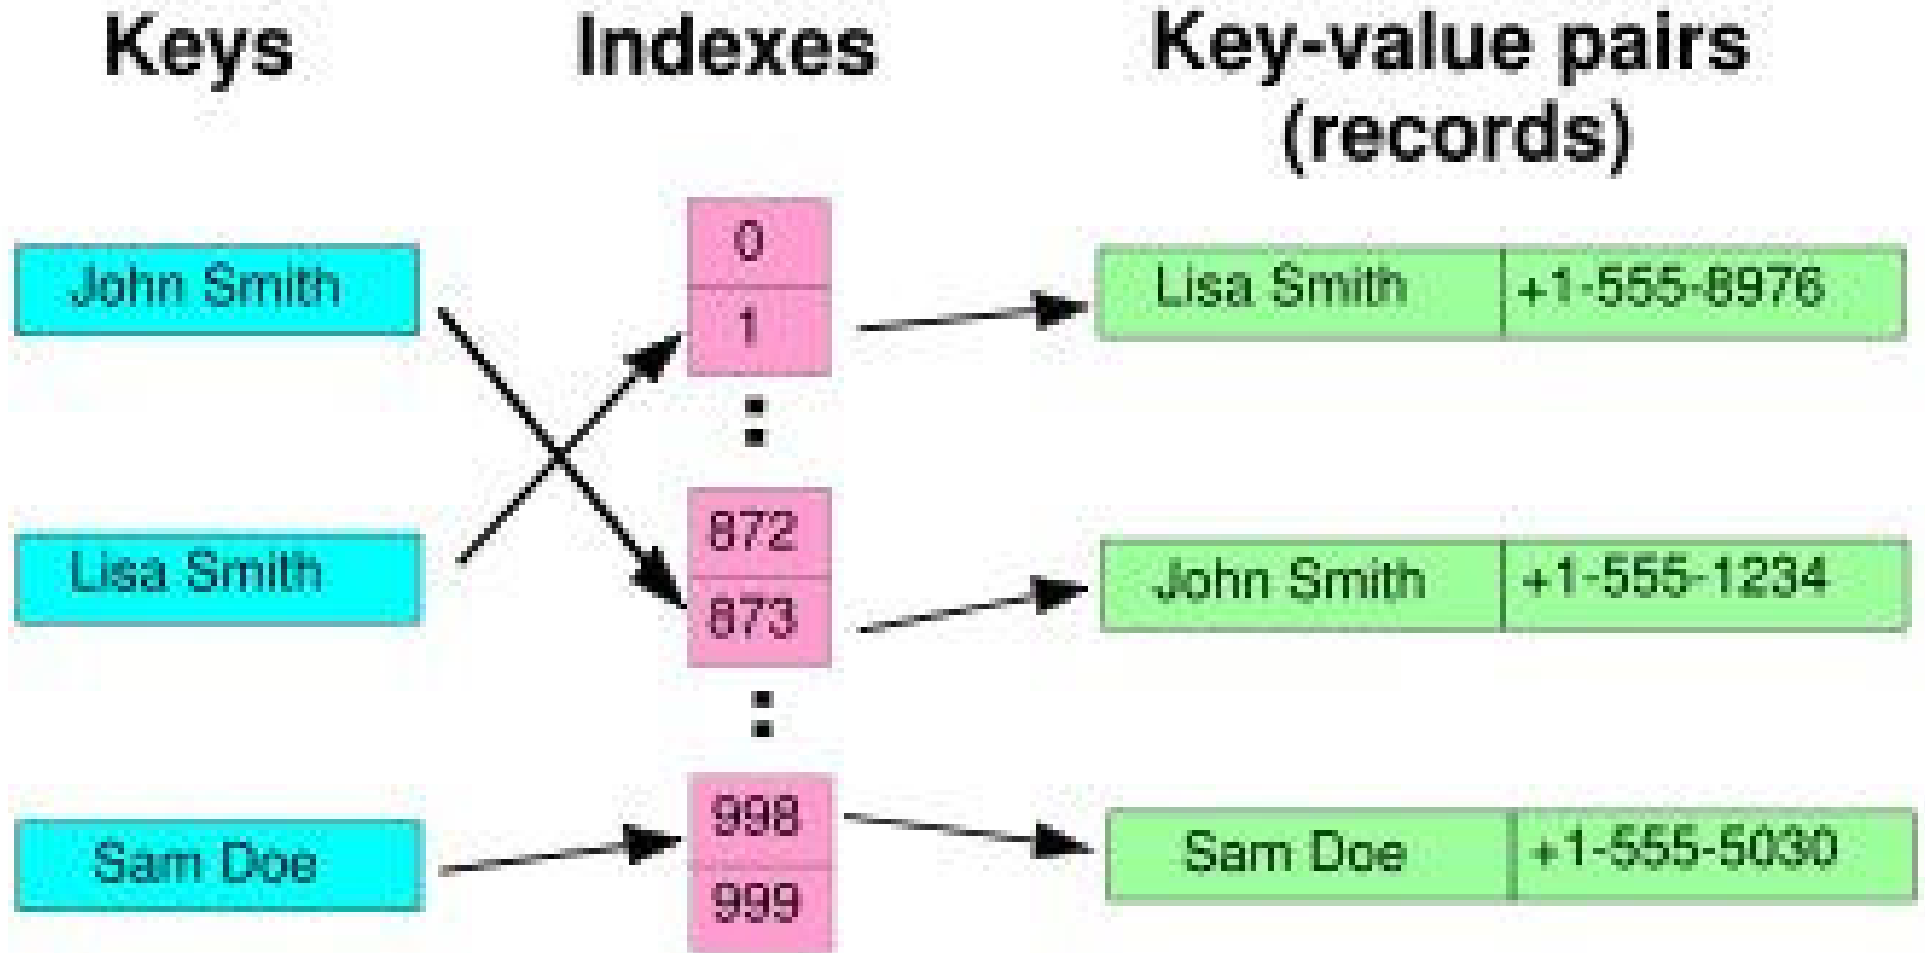 Keys
Indexes
Key-value pairs
(records)
John Smith
Lisa Smith
Sam Doe
0
1
872
873
998
999
Lisa Smith +1-555-8976
John Smith +1-555-1234
Sam Doe +1-555-5030